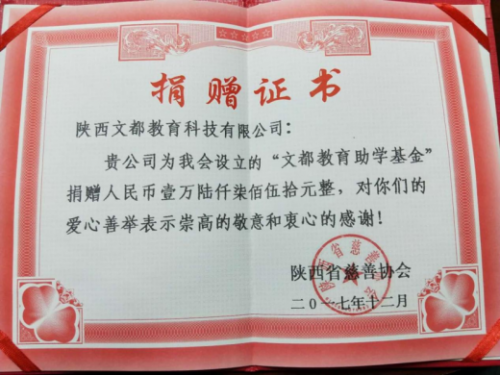 捐赠证书
陕西文都教育科技有限公司：
贵公司为我会设立的“文都教育助学基金”
捐赠人民币壹万陆仟柒佰伍拾元整，对你们的
爱心善举表示崇高的敬意和衷心的感谢！
陕西省慈善协会
二〇一七年十二月